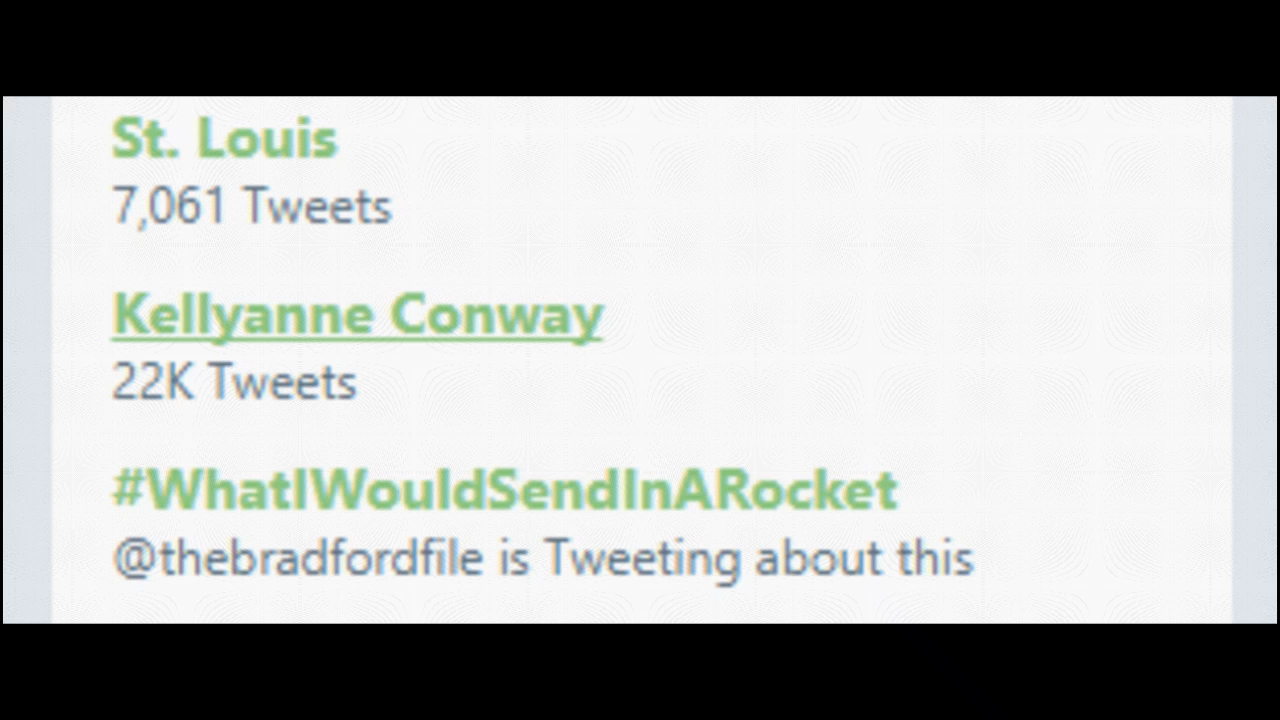 St. Louis
7,061 Tweets
Kellyanne Conway
22K Tweets
#WhatIWouldSendInARocket
@thebradfordfile is Tweeting about this